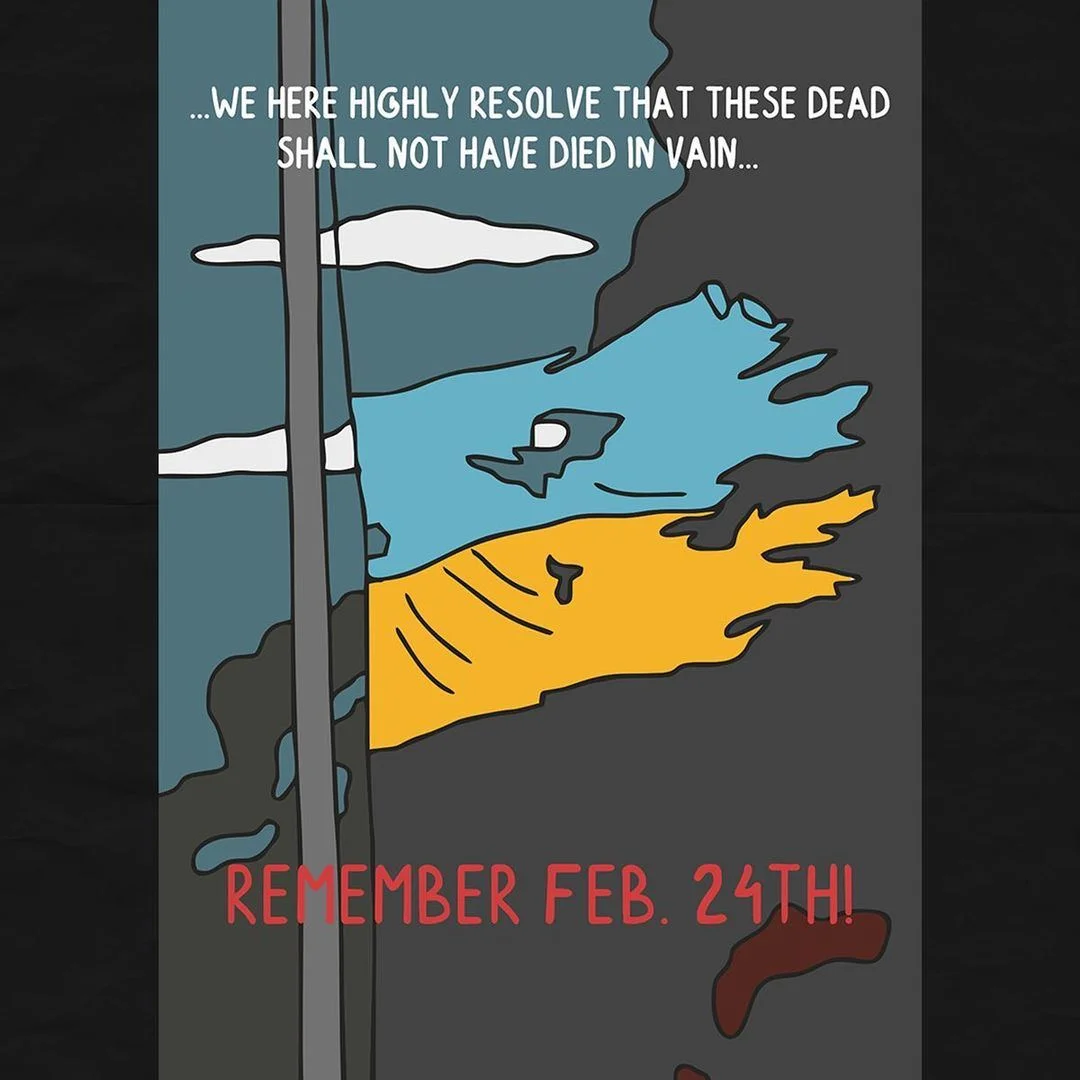 ...WE HERE HIGHLY RESOLVE THAT THESE DEAD
SHALL NOT HAVE DIED IN VAIN...
REMEMBER FEB. 24TH!